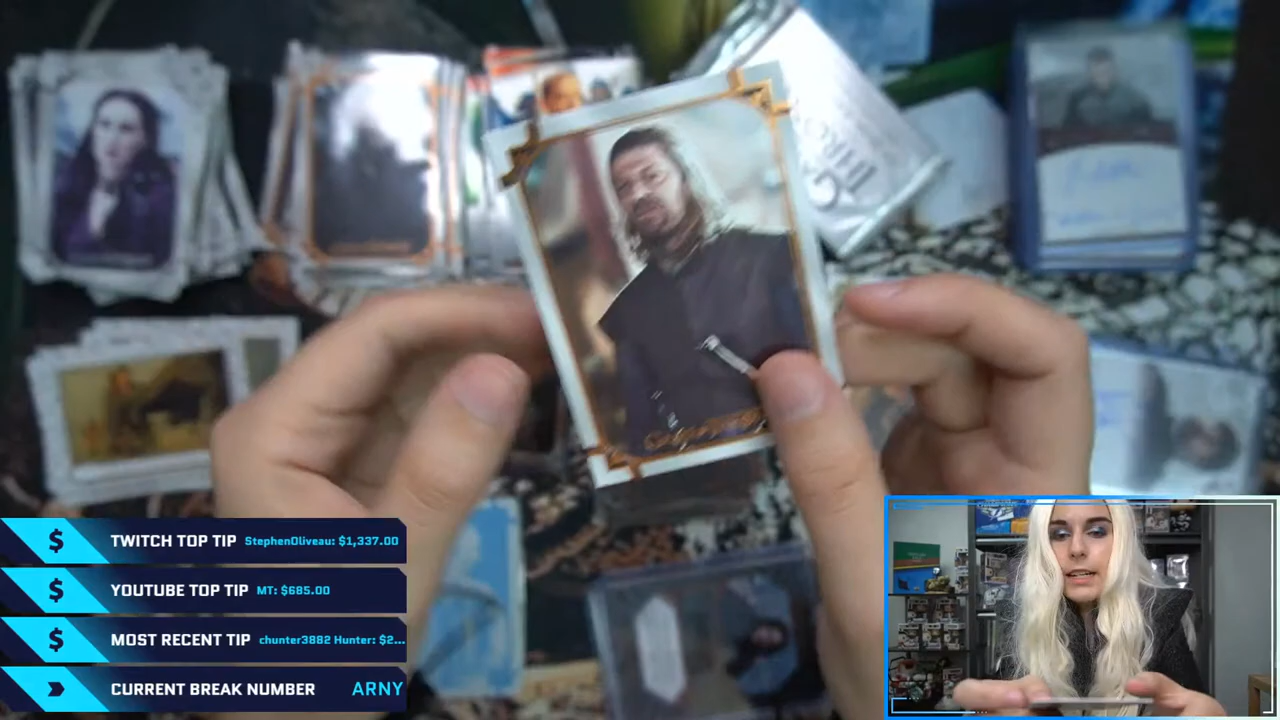 TWITCH TOP TIP StephenOliveau: $1,337.00
YOUTUBE TOP TIP MT: $685.00
MOST RECENT TIP chunter3882 Hunter: $2...
CURRENT BREAK NUMBER ARNY